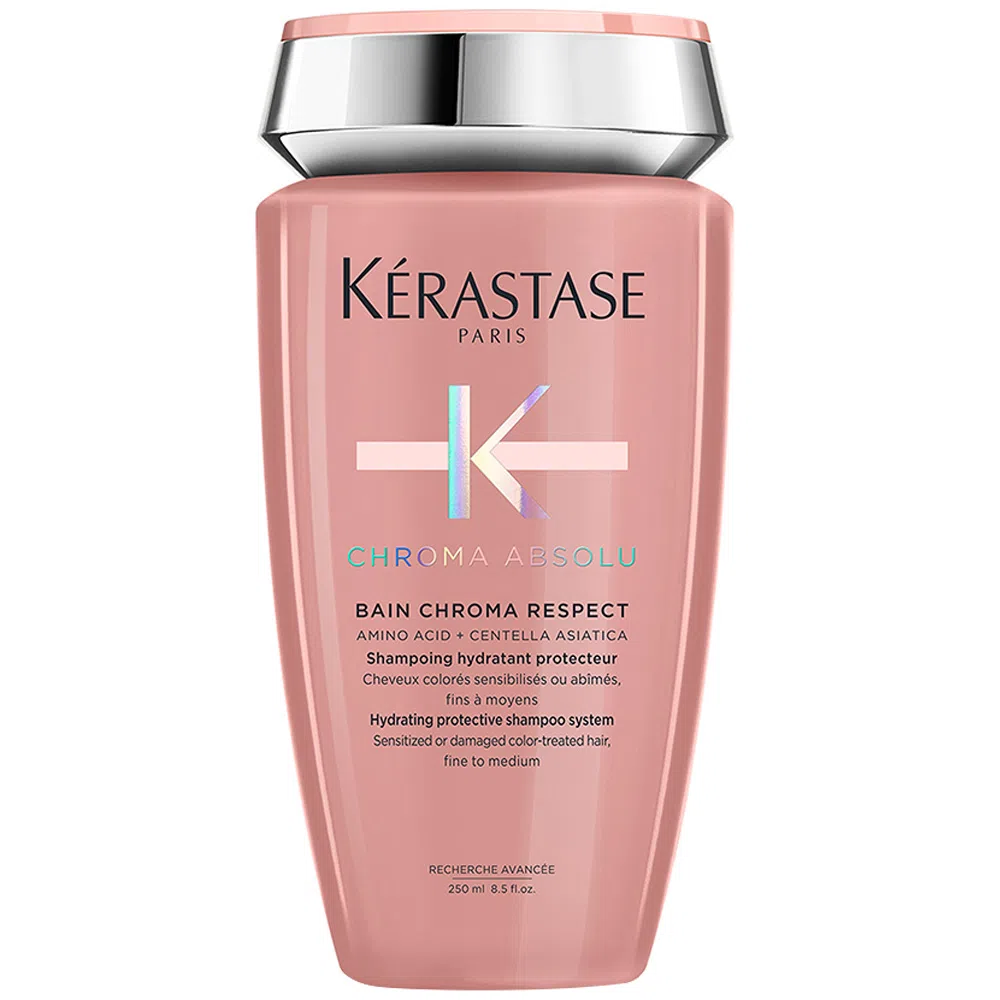 KÉRASTASE
PARIS
K
CHROMA ABSOLU
BAIN CHROMA RESPECT
AMINO ACID + CENTELLA ASIATICA
Shampoing hydratant protecteur
Cheveux colorés sensibilisés ou abîmés,
fins à moyens
Hydrating protective shampoo system
Sensitized or damaged color-treated hair,
fine to medium
RECHERCHE AVANCÉE
250 ml 8.5 fl.oz.